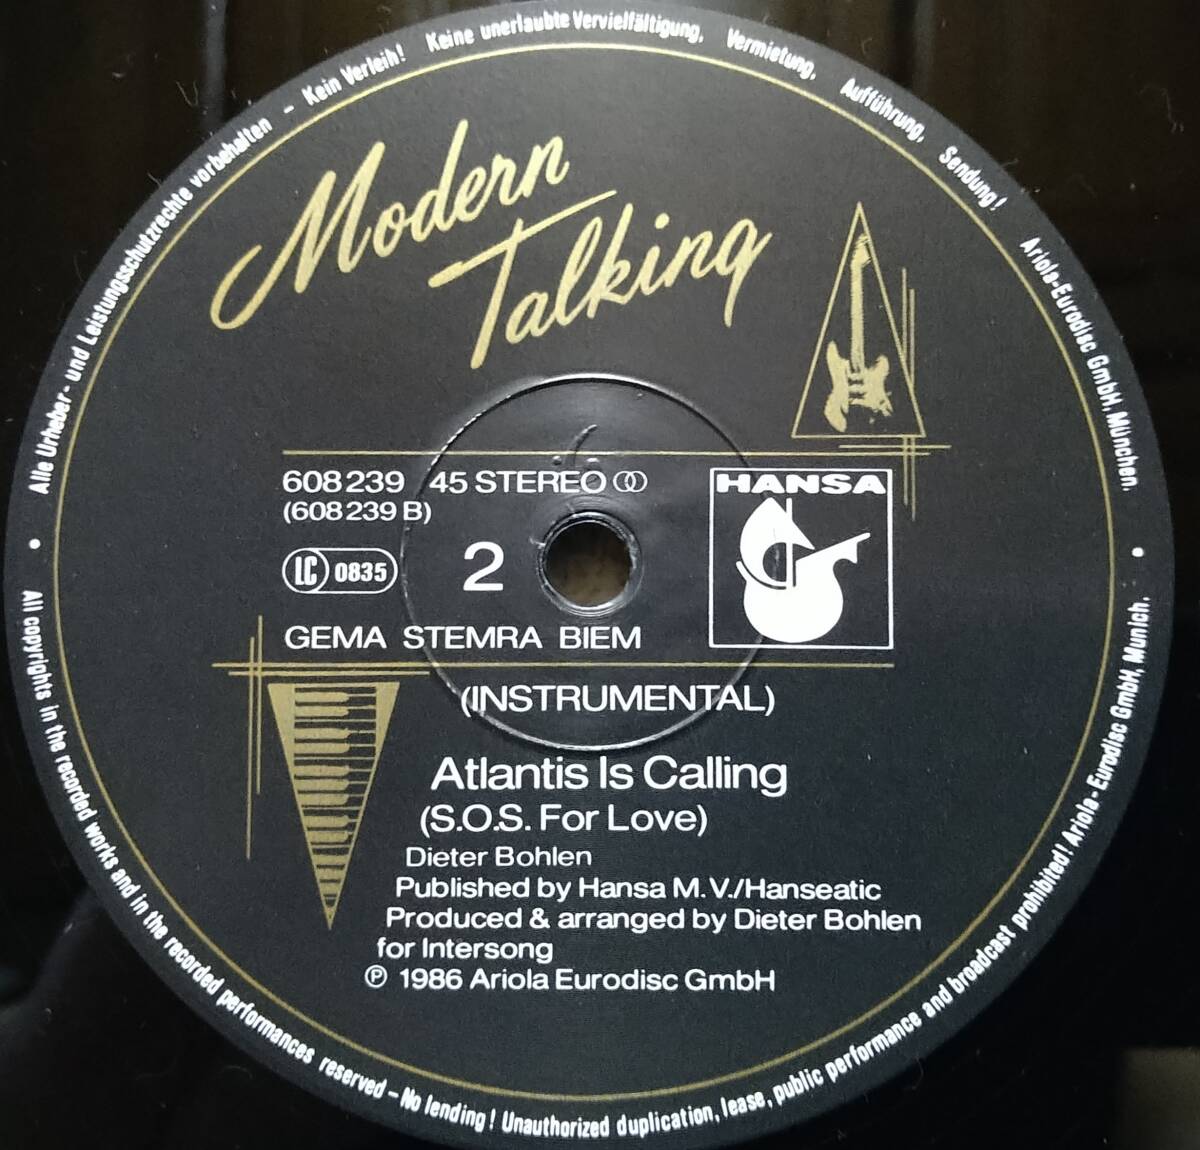 Alle Urheber- und Leistungsschutzrechte vorbehalten – Kein Verleih! Keine unerlaubte Vervielfältigung, Vermietung, Aufführung, Sendung! Ariola-Eurodisc GmbH, München.
Modern
Talking
608 239 45 STEREO
(608 239 B)
HANSA
LC 0835
2
GEMA STEMRA BIEM
(INSTRUMENTAL)
Atlantis Is Calling
(S.O.S. For Love)
Dieter Bohlen
Published by Hansa M.V./Hanseatic
Produced & arranged by Dieter Bohlen
for Intersong
℗ 1986 Ariola Eurodisc GmbH
All copyrights in the recorded works and in the recorded performances reserved – No lending! Unauthorized duplication, lease, public performance and broadcast prohibited! Ariola-Eurodisc GmbH, Munich.